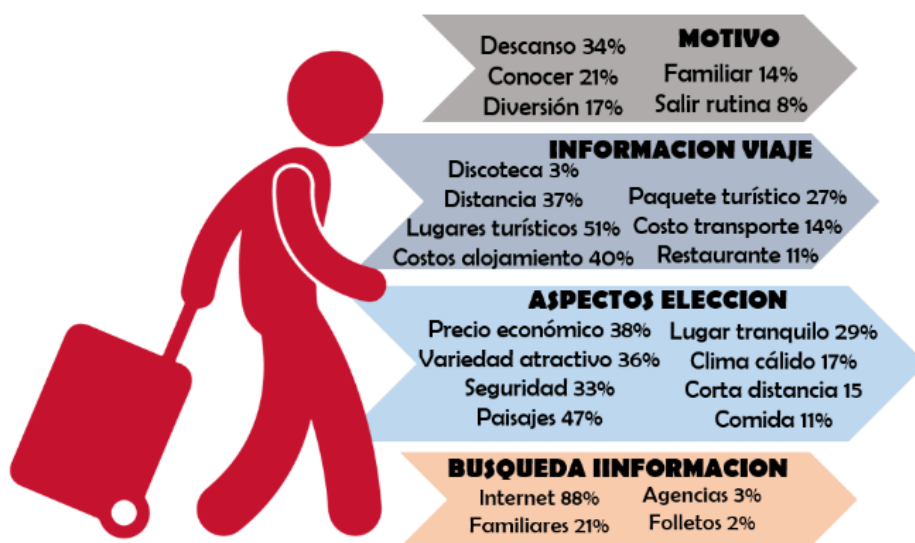 MOTIVO
Descanso 34%
Conocer 21%
Diversión 17%
Familiar 14%
Salir rutina 8%
INFORMACION VIAJE
Discoteca 3%
Distancia 37%
Lugares turísticos 51%
Costos alojamiento 40%
Paquete turístico 27%
Costo transporte 14%
Restaurante 11%
ASPECTOS ELECCION
Precio económico 38%
Variedad atractivo 36%
Seguridad 33%
Paisajes 47%
Lugar tranquilo 29%
Clima cálido 17%
Corta distancia 15
Comida 11%
BUSQUEDA IINFORMACION
Internet 88%
Familiares 21%
Agencias 3%
Folletos 2%